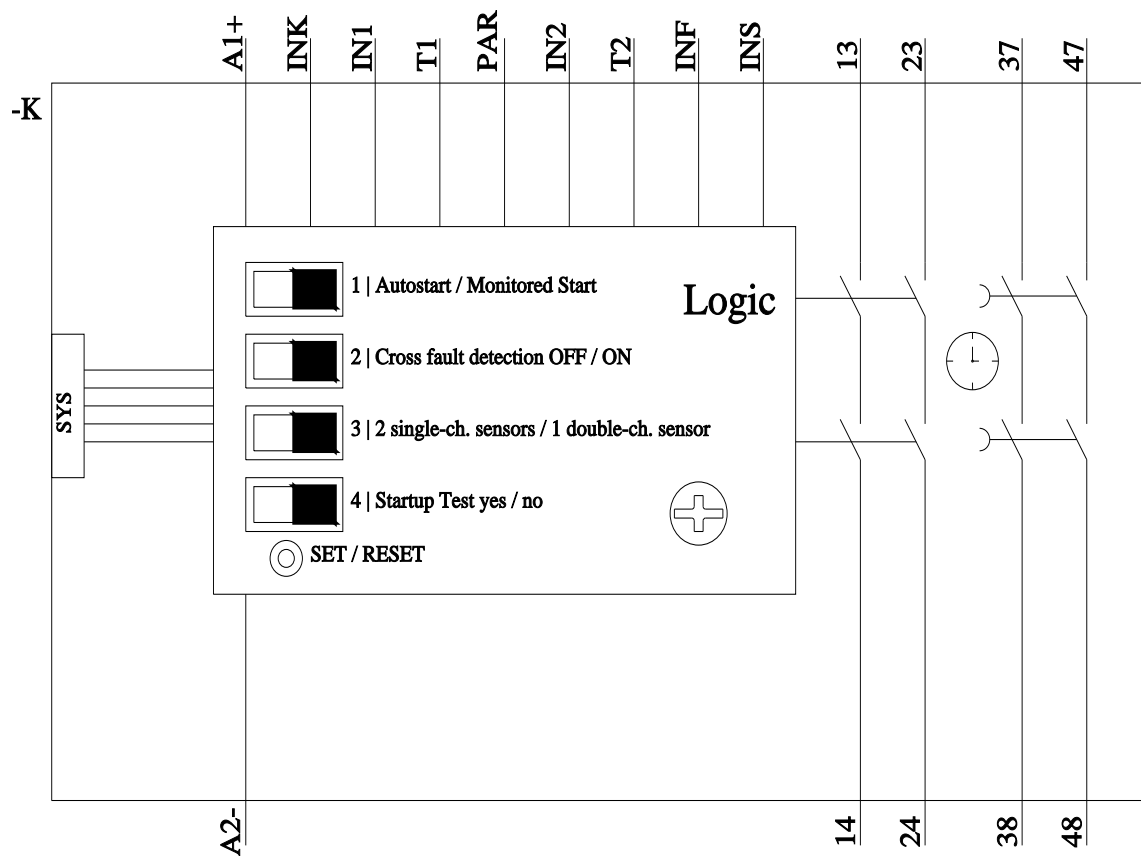 A1+
INK
IN1
T1
PAR
IN2
T2
INF
INS
13
23
37
47
-K
1 | Autostart / Monitored Start
Logic
2 | Cross fault detection OFF / ON
SYS
3 | 2 single-ch. sensors / 1 double-ch. sensor
4 | Startup Test yes / no
SET / RESET
A2-
14
24
38
48